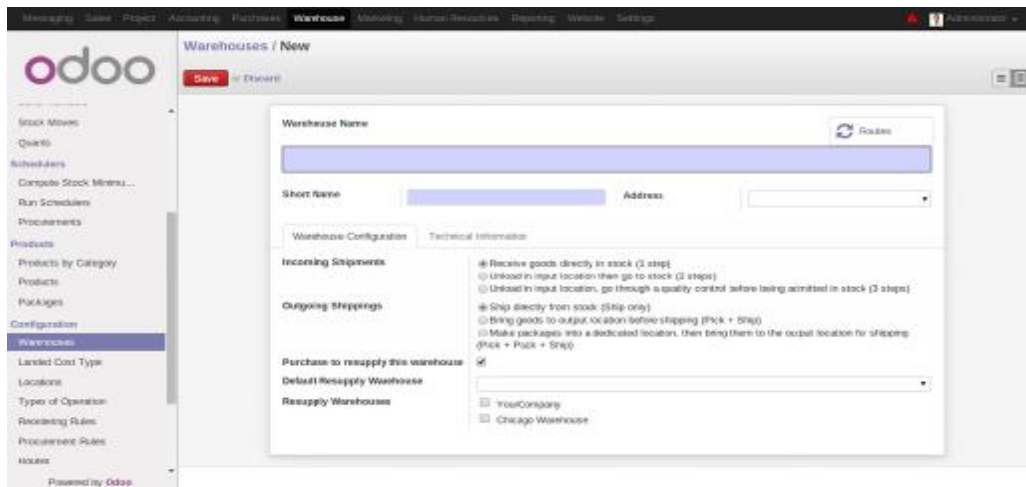 Messaging Sales Project Accounting Purchases Warehouse Marketing Human Resources Reporting Website Settings Administrator
odoo
Warehouses / New
Save or Discard
Stock Moves
Quants
Schedulers
Compute Stock Minimu...
Run Schedulers
Procurements
Products
Products by Category
Products
Packages
Configuration
Warehouses
Landed Cost Type
Locations
Types of Operation
Reordering Rules
Procurement Rules
Routes
Powered by Odoo
Warehouse Name
Routes
Short Name
Address
Warehouse Configuration Technical Information
Incoming Shipments
Receive goods directly in stock (1 step)
Unload in input location then go to stock (2 steps)
Unload in input location, go through a quality control before being admitted in stock (3 steps)
Outgoing Shippings
Ship directly from stock (Ship only)
Bring goods to output location before shipping (Pick + Ship)
Make packages into a dedicated location, then bring them to the output location for shipping
(Pick + Pack + Ship)
Purchase to resupply this warehouse
Default Resupply Warehouse
Resupply Warehouses
YourCompany
Chicago Warehouse